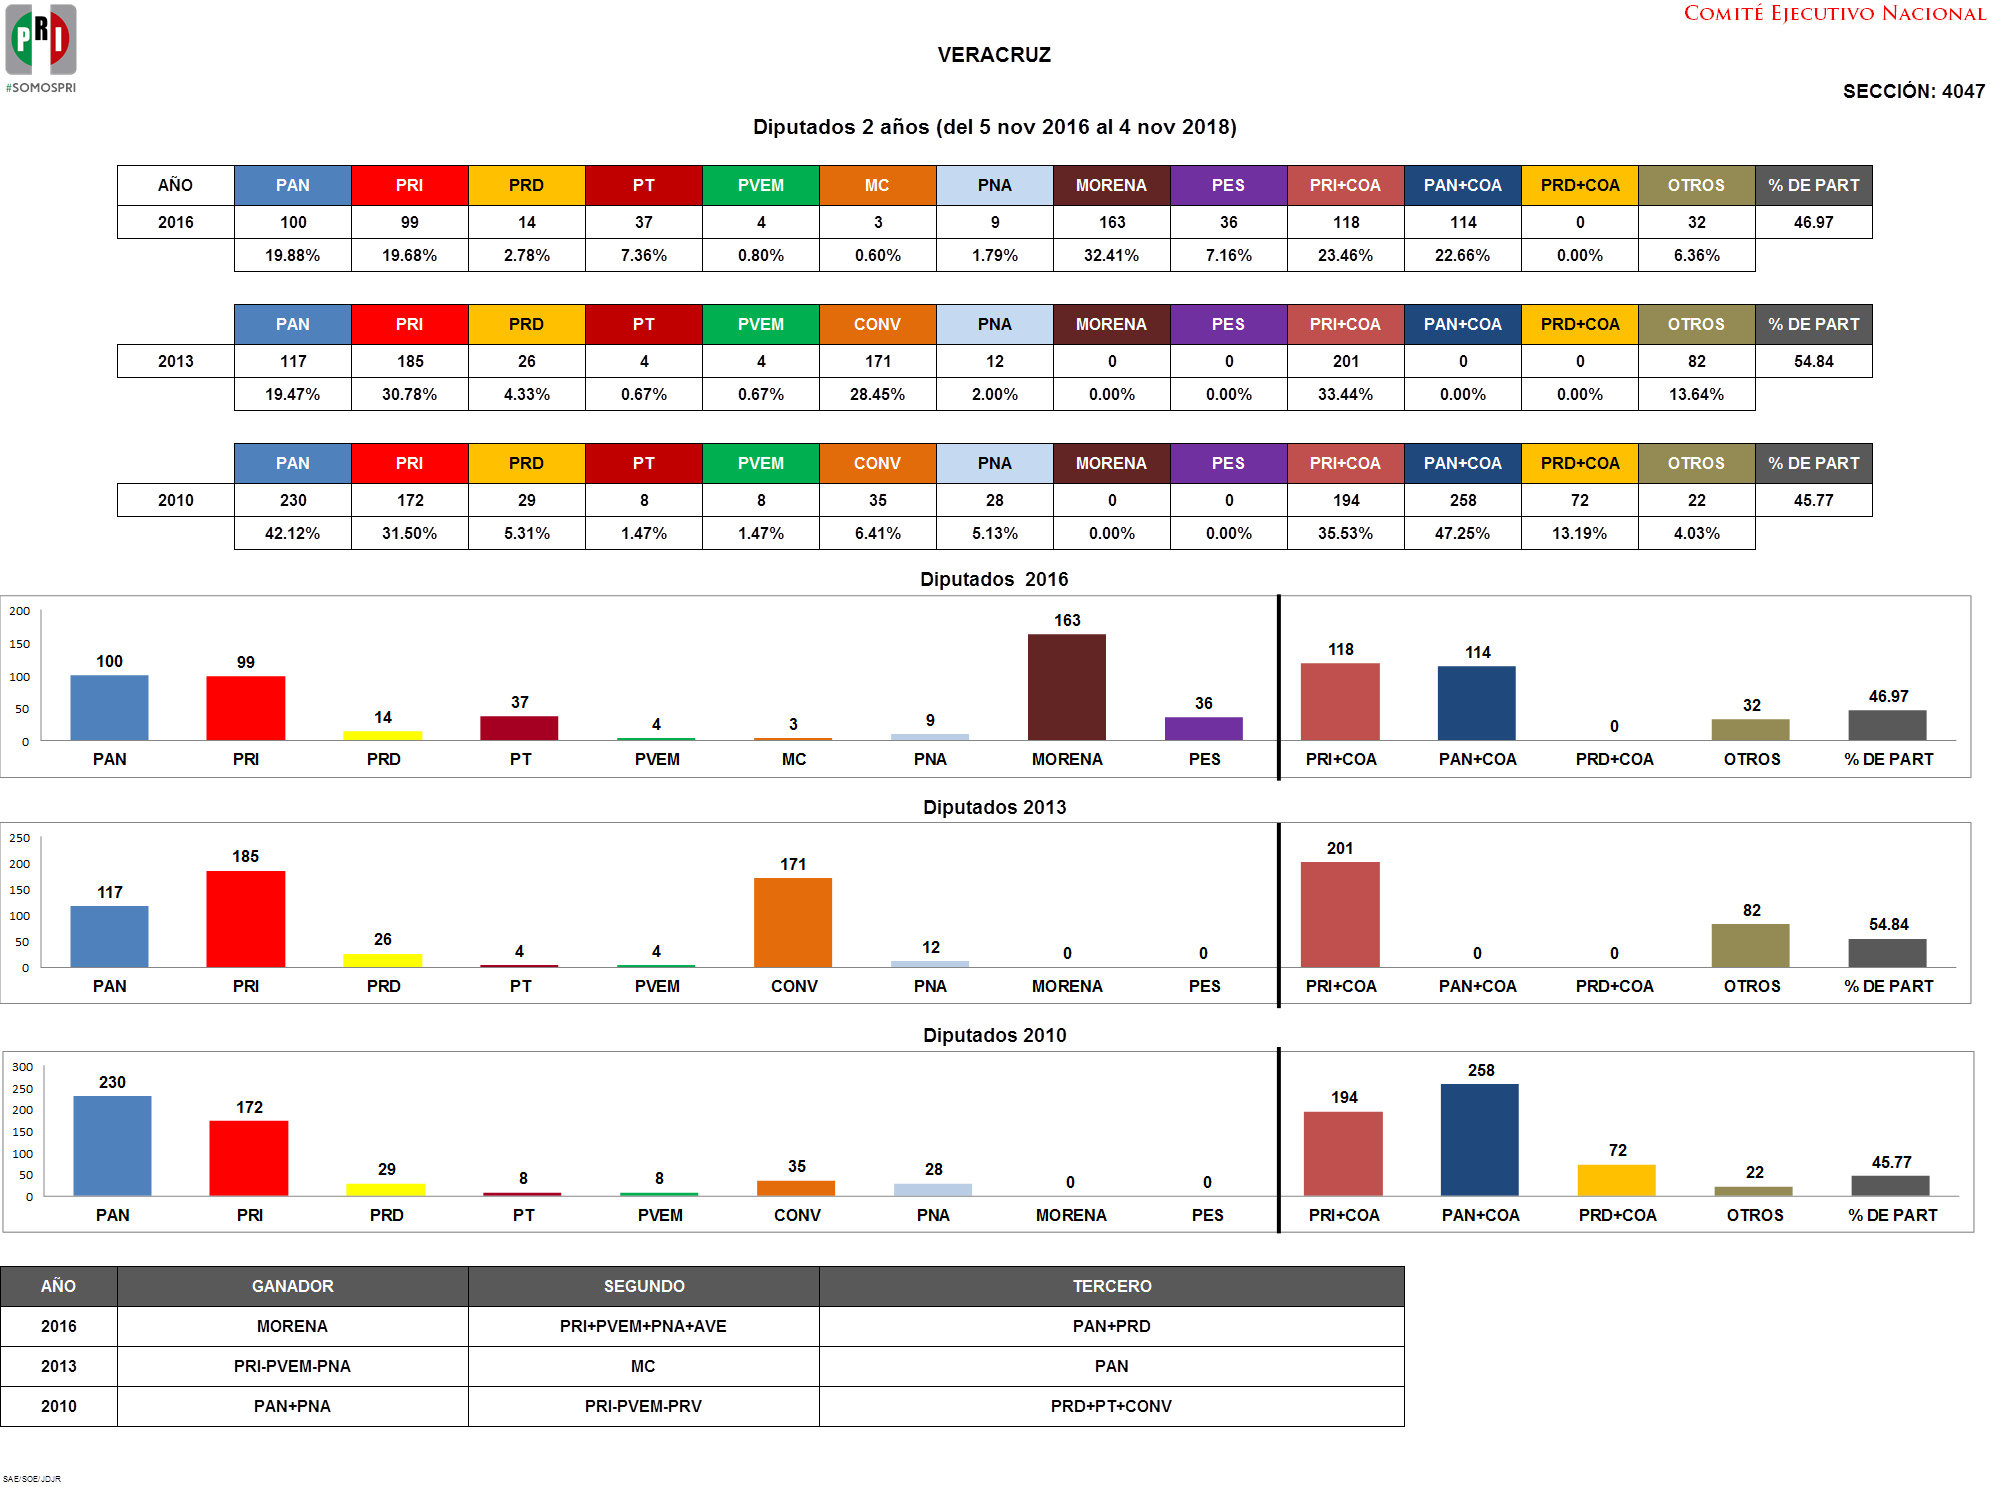 PRI
#SOMOSPRI
COMITÉ EJECUTIVO NACIONAL
VERACRUZ
SECCIÓN: 4047
Diputados 2 años (del 5 nov 2016 al 4 nov 2018)
AÑO PAN PRI PRD PT PVEM MC PNA MORENA PES PRI+COA PAN+COA PRD+COA OTROS % DE PART
2016 100 99 14 37 4 3 9 163 36 118 114 0 32 46.97
19.88% 19.68% 2.78% 7.36% 0.80% 0.60% 1.79% 32.41% 7.16% 23.46% 22.66% 0.00% 6.36%
PAN PRI PRD PT PVEM CONV PNA MORENA PES PRI+COA PAN+COA PRD+COA OTROS % DE PART
2013 117 185 26 4 4 171 12 0 0 201 0 0 82 54.84
19.47% 30.78% 4.33% 0.67% 0.67% 28.45% 2.00% 0.00% 0.00% 33.44% 0.00% 0.00% 13.64%
PAN PRI PRD PT PVEM CONV PNA MORENA PES PRI+COA PAN+COA PRD+COA OTROS % DE PART
2010 230 172 29 8 8 35 28 0 0 194 258 72 22 45.77
42.12% 31.50% 5.31% 1.47% 1.47% 6.41% 5.13% 0.00% 0.00% 35.53% 47.25% 13.19% 4.03%
Diputados 2016
200
150
100
50
0
100 99 14 37 4 3 9 163 36 118 114 0 32 46.97
PAN PRI PRD PT PVEM MC PNA MORENA PES PRI+COA PAN+COA PRD+COA OTROS % DE PART
Diputados 2013
250
200
150
100
50
0
117 185 26 4 4 171 12 0 0 201 0 0 82 54.84
PAN PRI PRD PT PVEM CONV PNA MORENA PES PRI+COA PAN+COA PRD+COA OTROS % DE PART
Diputados 2010
300
250
200
150
100
50
0
230 172 29 8 8 35 28 0 0 194 258 72 22 45.77
PAN PRI PRD PT PVEM CONV PNA MORENA PES PRI+COA PAN+COA PRD+COA OTROS % DE PART
AÑO GANADOR SEGUNDO TERCERO
2016 MORENA PRI+PVEM+PNA+AVE PAN+PRD
2013 PRI-PVEM-PNA MC PAN
2010 PAN+PNA PRI-PVEM-PRV PRD+PT+CONV
SAE/SOE/JDJR